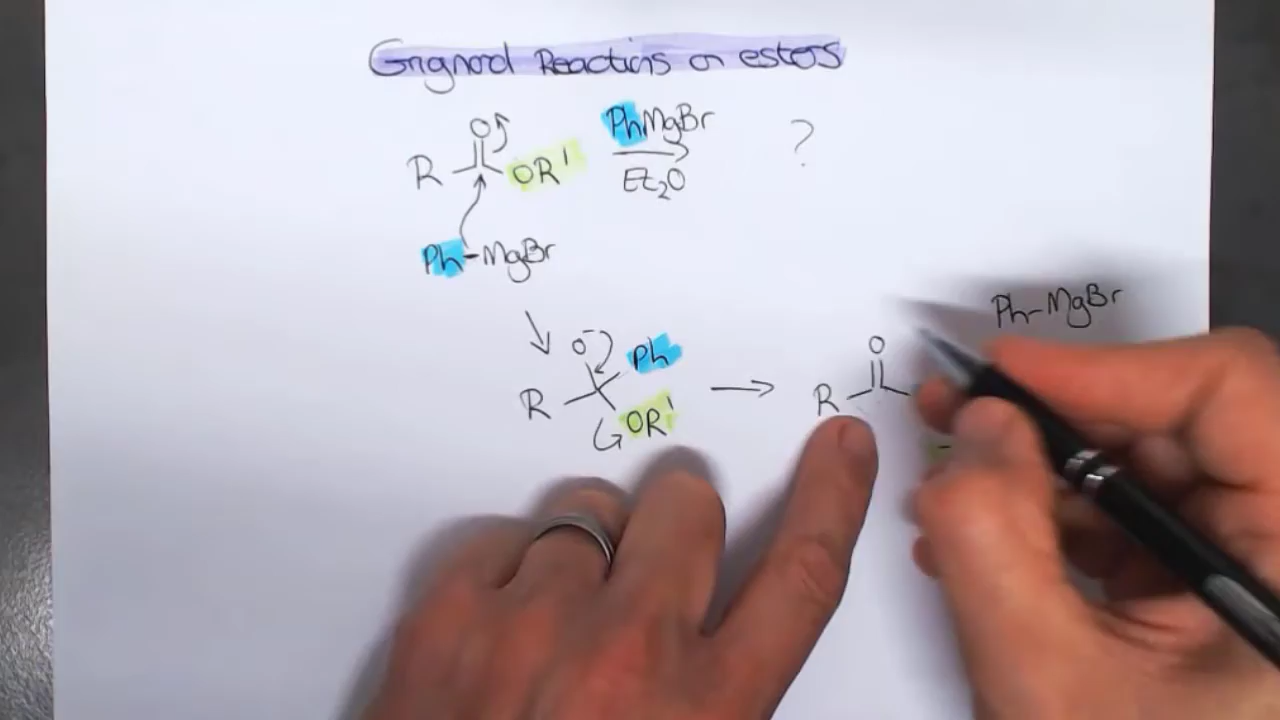 Grignard Reactions on esters
O
PhMgBr
?
R
OR'
Et₂O
Ph-MgBr
Ph-MgBr
O⁻
Ph
O
R
R
OR'